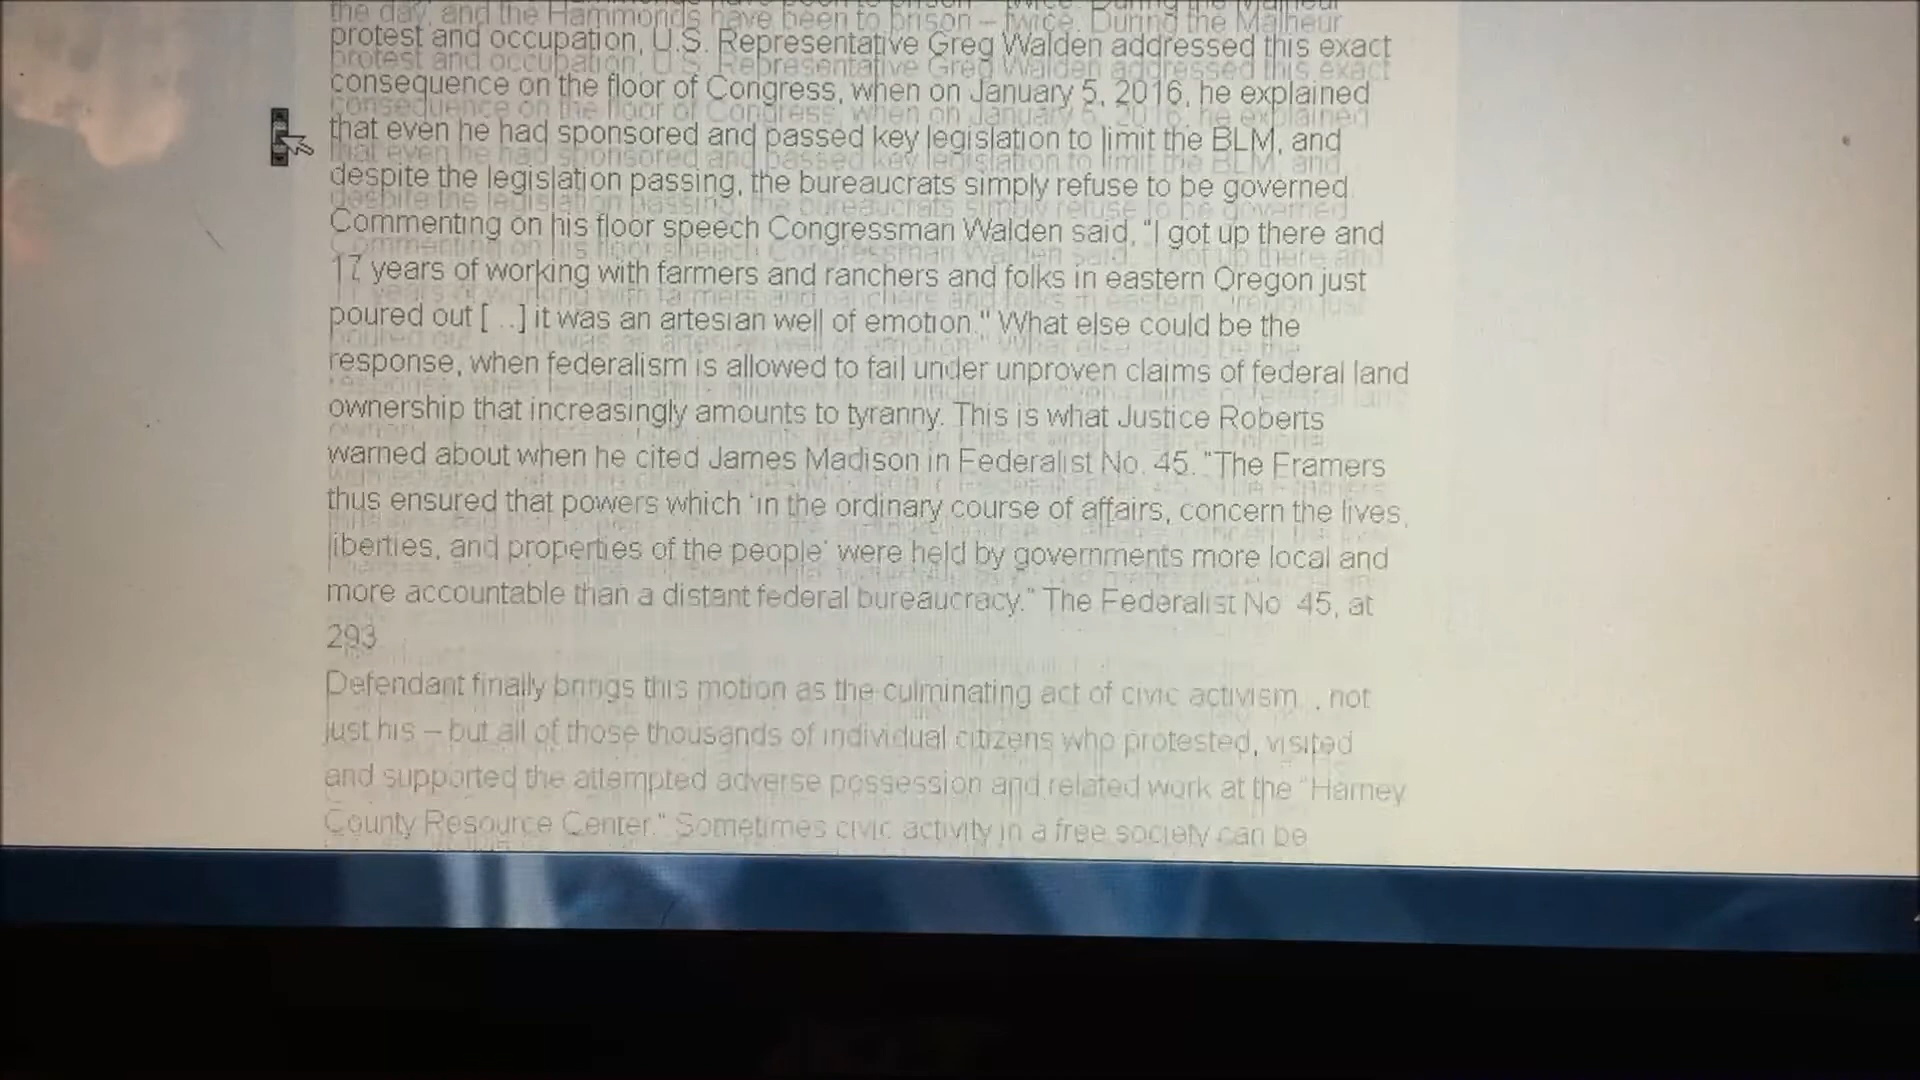 the day, and the Hammonds have been to prison – twice. During the Malheur
protest and occupation, U.S. Representative Greg Walden addressed this exact
consequence on the floor of Congress, when on January 5, 2016, he explained
that even he had sponsored and passed key legislation to limit the BLM, and
despite the legislation passing, the bureaucrats simply refuse to be governed.
Commenting on his floor speech Congressman Walden said, "I got up there and
17 years of working with farmers and ranchers and folks in eastern Oregon just
poured out [...] it was an artesian well of emotion." What else could be the
response, when federalism is allowed to fail under unproven claims of federal land
ownership that increasingly amounts to tyranny. This is what Justice Roberts
warned about when he cited James Madison in Federalist No. 45. "The Framers
thus ensured that powers which 'in the ordinary course of affairs, concern the lives,
liberties, and properties of the people' were held by governments more local and
more accountable than a distant federal bureaucracy." The Federalist No. 45, at
293
Defendant finally brings this motion as the culminating act of civic activism... not
just his – but all of those thousands of individual citizens who protested, visited
and supported the attempted adverse possession and related work at the "Harney
County Resource Center." Sometimes civic activity in a free society can be